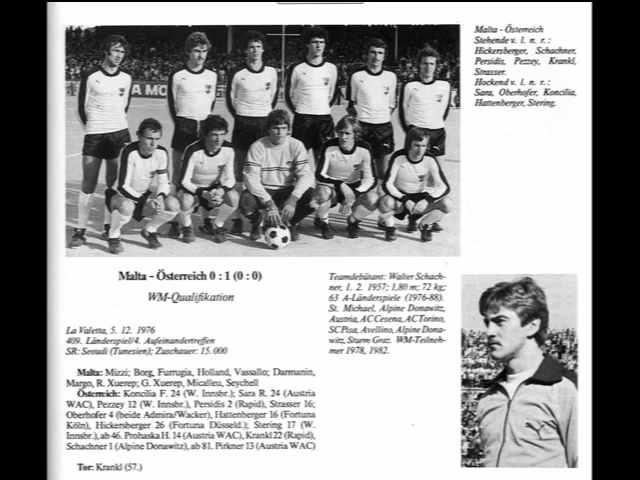 Malta - Österreich
Stehende v. l. n. r. :
Hickersberger, Schachner,
Persidis, Pezzey, Krankl,
Strasser.
Hockend v. l. n. r. :
Sara, Oberhofer, Koncilia,
Hattenberger, Stering.
Malta - Österreich 0 : 1 (0 : 0)
WM-Qualifikation
La Valetta, 5. 12. 1976
409. Länderspiel/4. Aufeinandertreffen
SR: Seoudi (Tunesien); Zuschauer: 15.000
Malta: Mizzi; Borg, Furrugia, Holland, Vassallo; Darmanin,
Margo, R. Xuerep; G. Xuerep, Micalleu, Seychell
Österreich: Koncilia F. 24 (W. Innsbr.); Sara R. 24 (Austria
WAC), Pezzey 12 (W. Innsbr.), Persidis 2 (Rapid), Strasser 16;
Oberhofer 4 (beide Admira/Wacker), Hattenberger 16 (Fortuna
Köln), Hickersberger 26 (Fortuna Düsseld.); Stering 17 (W.
Innsbr.), ab 46. Prohaska H. 14 (Austria WAC), Krankl 22 (Rapid),
Schachner 1 (Alpine Donawitz), ab 81. Pirkner 13 (Austria WAC)
Tor: Krankl (57.)
Teamdebütant: Walter Schach-
ner, 1. 2. 1957; 1,80 m; 72 kg;
63 A-Länderspiele (1976-88).
St. Michael, Alpine Donawitz,
Austria, AC Cesena, AC Torino,
SC Pisa, Avellino, Alpine Dona-
witz, Sturm Graz. WM-Teilneh-
mer 1978, 1982.